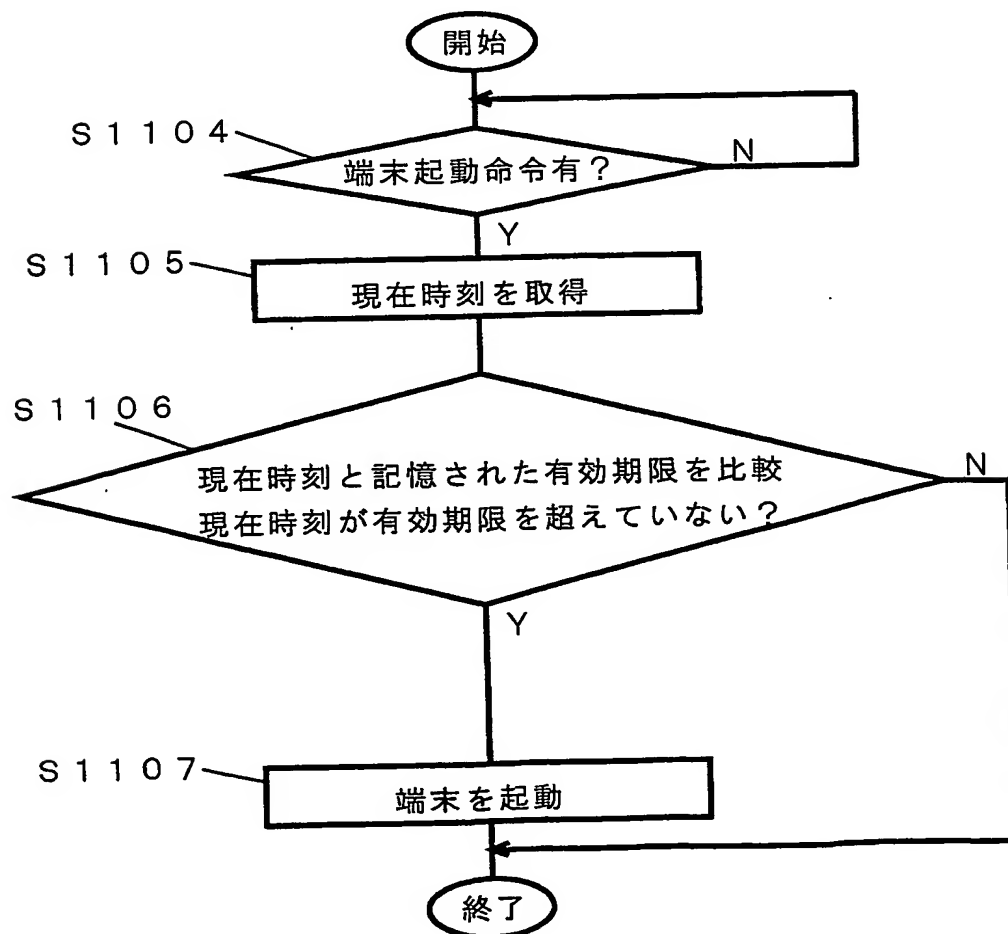 開始
S1104
端末起動命令有?
N
Y
S1105
現在時刻を取得
S1106
現在時刻と記憶された有効期限を比較
現在時刻が有効期限を超えていない?
N
Y
S1107
端末を起動
終了